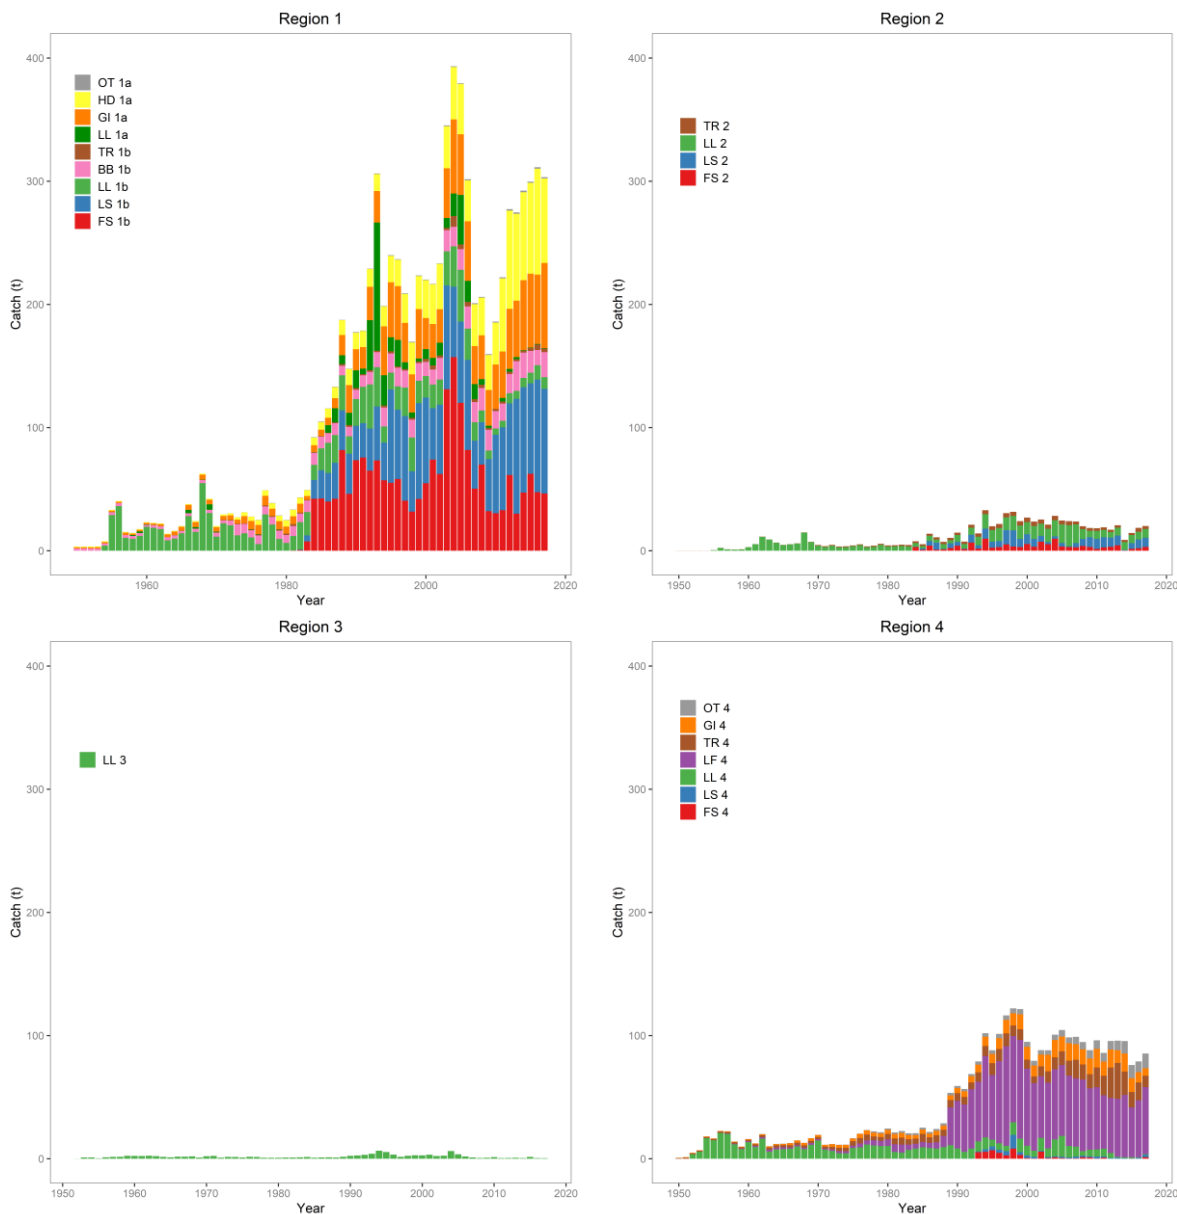 Region 1
400
300
200
100
0
Catch (t)
OT 1a
HD 1a
GI 1a
LL 1a
TR 1b
BB 1b
LL 1b
LS 1b
FS 1b
1960
1980
2000
2020
Year
Region 2
400
300
200
100
0
Catch (t)
TR 2
LL 2
LS 2
FS 2
1950
1960
1970
1980
1990
2000
2010
2020
Year
Region 3
400
300
200
100
0
Catch (t)
LL 3
1950
1960
1970
1980
1990
2000
2010
2020
Year
Region 4
400
300
200
100
0
Catch (t)
OT 4
GI 4
TR 4
LF 4
LL 4
LS 4
FS 4
1950
1960
1970
1980
1990
2000
2010
2020
Year